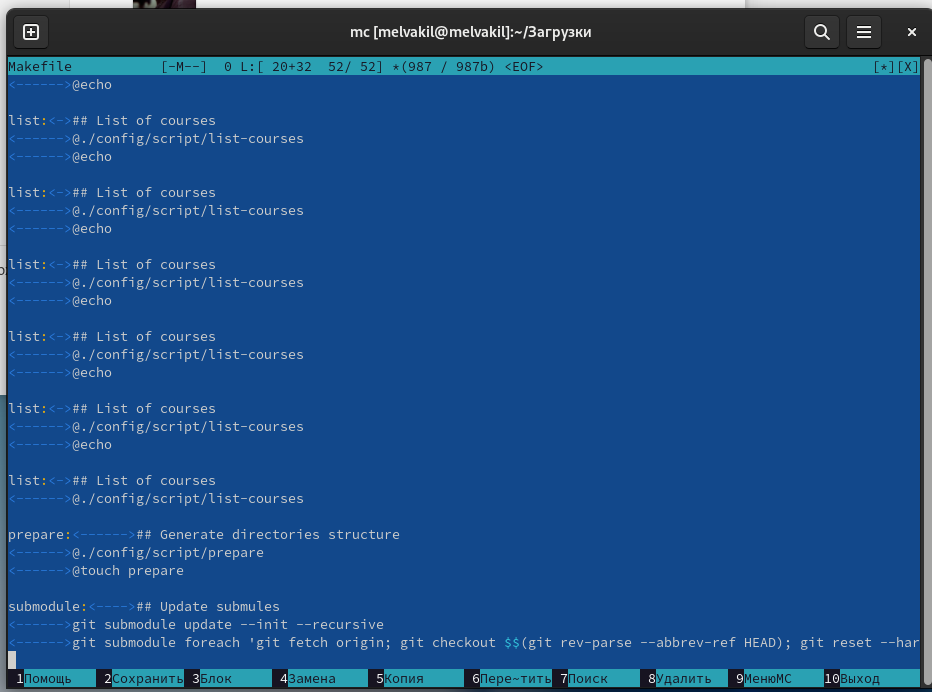 mc [melvakil@melvakil]:~/Загрузки
Makefile [-M--] 0 L:[ 20+32 52/ 52] *(987 / 987b) <EOF> [*][X]
<------>@echo
list:<->## List of courses
<------>@./config/script/list-courses
<------>@echo
list:<->## List of courses
<------>@./config/script/list-courses
<------>@echo
list:<->## List of courses
<------>@./config/script/list-courses
<------>@echo
list:<->## List of courses
<------>@./config/script/list-courses
<------>@echo
list:<->## List of courses
<------>@./config/script/list-courses
<------>@echo
list:<->## List of courses
<------>@./config/script/list-courses
prepare:<------>## Generate directories structure
<------>@./config/script/prepare
<------>@touch prepare
submodule:<---->## Update submules
<------>git submodule update --init --recursive
<------>git submodule foreach 'git fetch origin; git checkout $$(git rev-parse --abbrev-ref HEAD); git reset --har
1Помощь 2Сохранить 3Блок 4Замена 5Копия 6Пере~тить 7Поиск 8Удалить 9МенюMC 10Выход